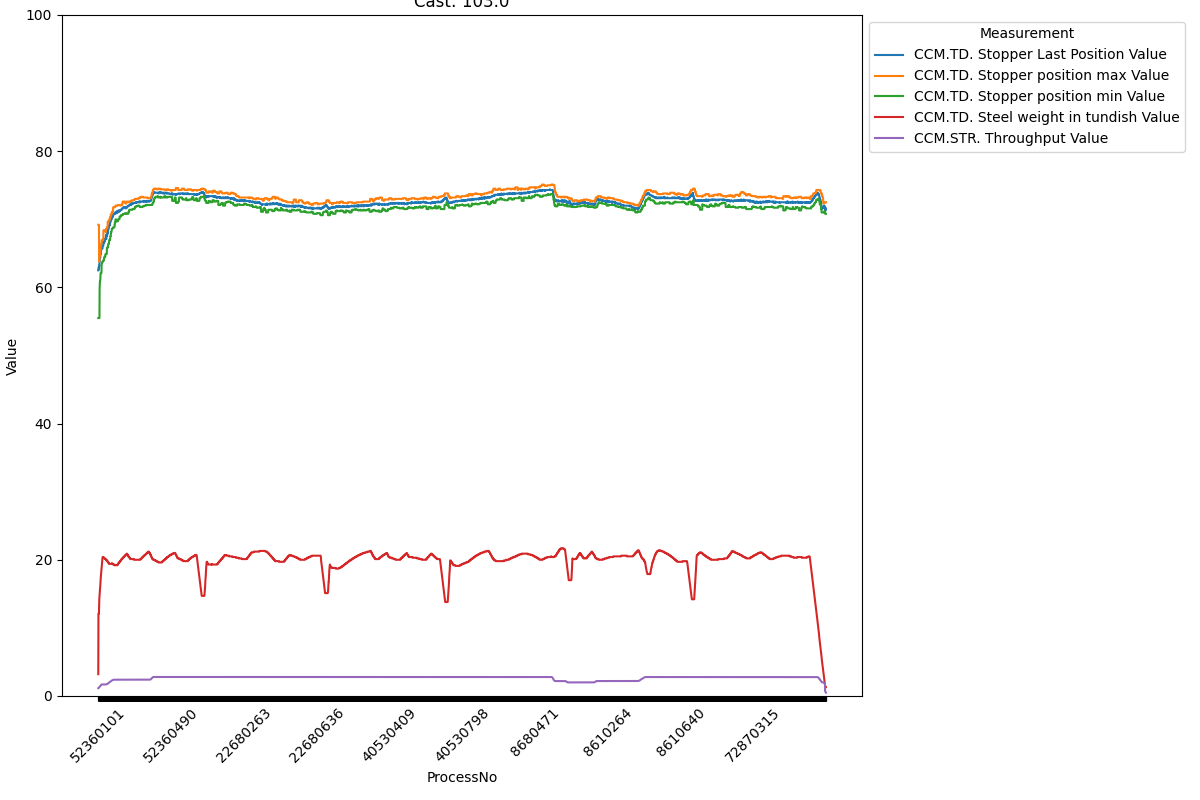 Cast: 103.0
100
80
60
40
20
0
Value
52360101
52360490
22680263
22680636
40530409
40530798
8680471
8610264
8610640
72870315
ProcessNo
Measurement
CCM.TD. Stopper Last Position Value
CCM.TD. Stopper position max Value
CCM.TD. Stopper position min Value
CCM.TD. Steel weight in tundish Value
CCM.STR. Throughput Value